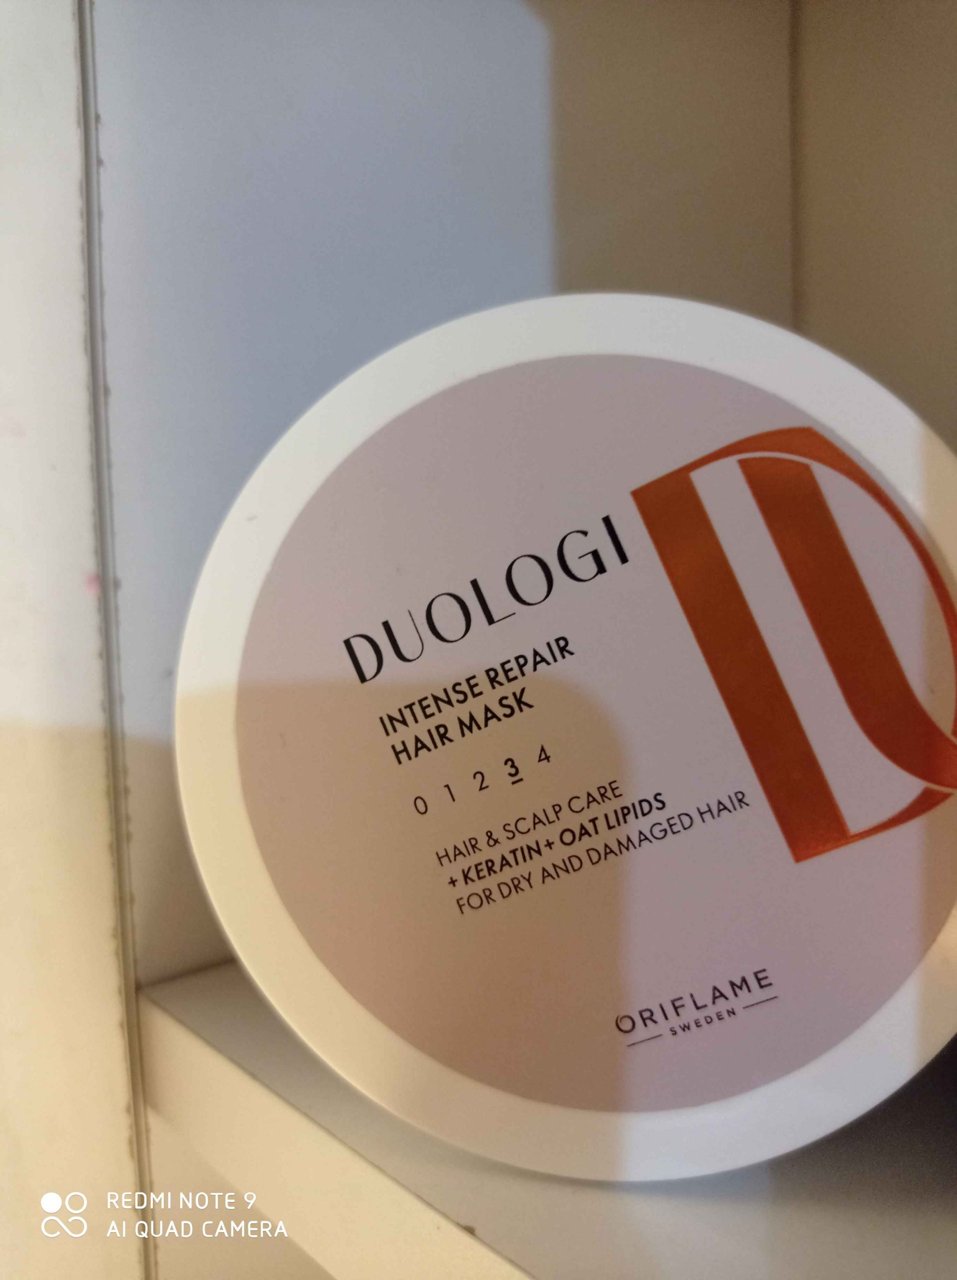 DUOLOGI
INTENSE REPAIR
HAIR MASK
0 1 2 3 4
HAIR & SCALP CARE
+ KERATIN + OAT LIPIDS
FOR DRY AND DAMAGED HAIR
ORIFLAME
SWEDEN
REDMI NOTE 9
AI QUAD CAMERA